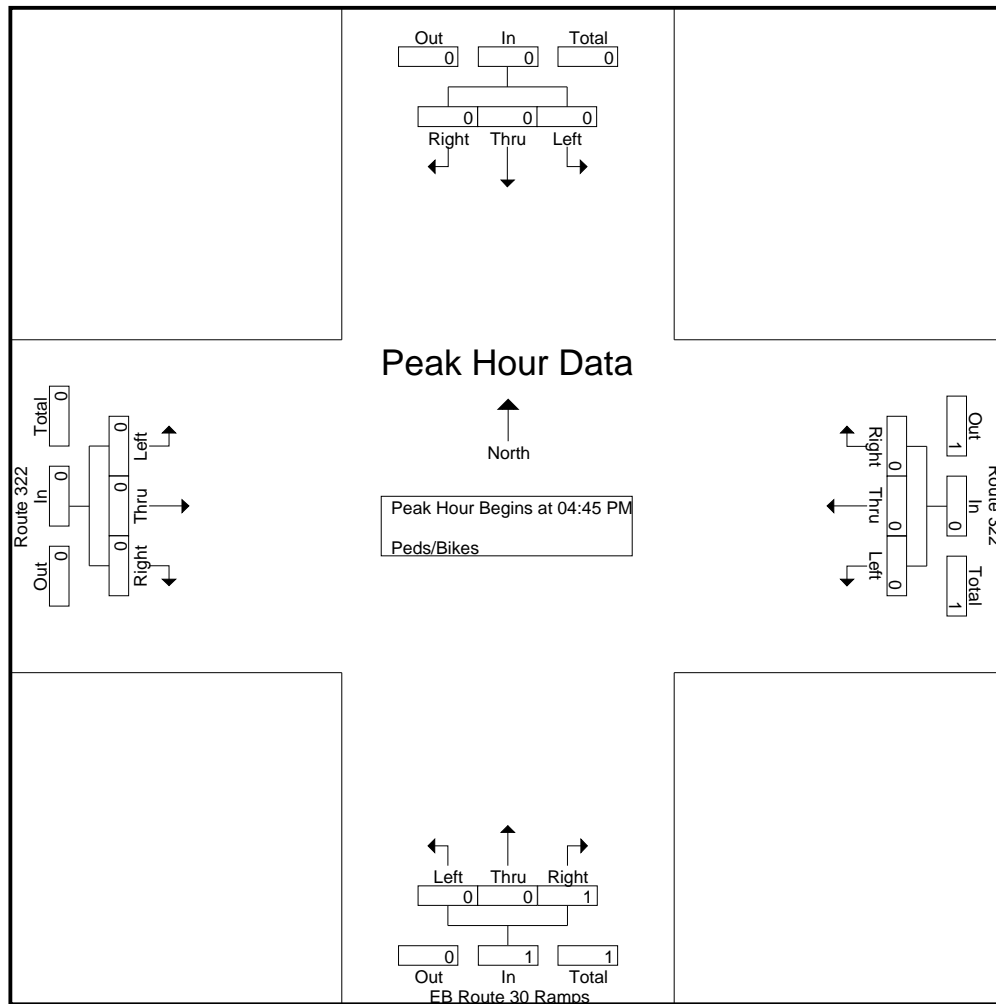 Out In Total
0 0 0
0 0 0
Right Thru Left
Peak Hour Data
North
Peak Hour Begins at 04:45 PM
Peds/Bikes
Route 322
Out In Total
0 0 0
0 0 0
Right Thru Left
Route 322
Out In Total
1 0 1
0 0 0
Right Thru Left
Left Thru Right
0 0 1
0 1 1
Out In Total
EB Route 30 Ramps